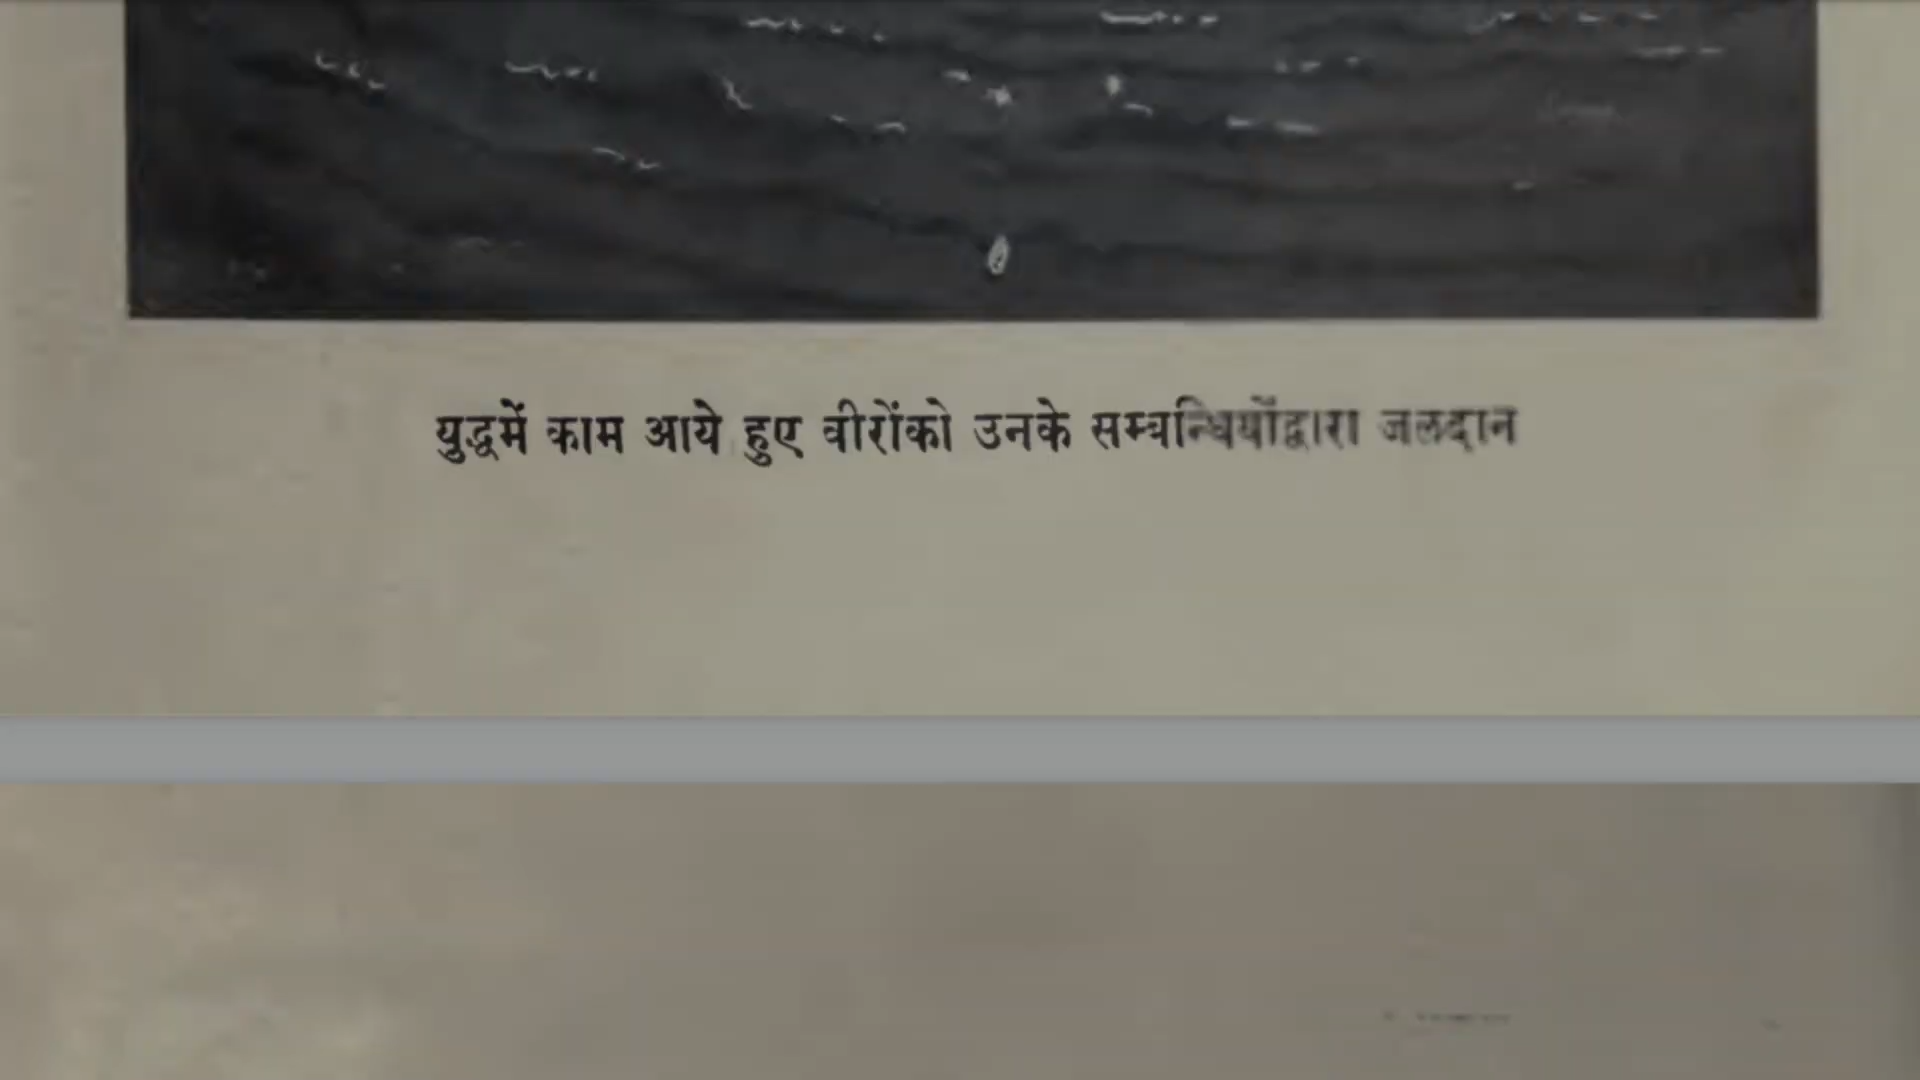 युद्धमें काम आये हुए वीरोंको उनके सम्बन्धियोंद्वारा जलदान